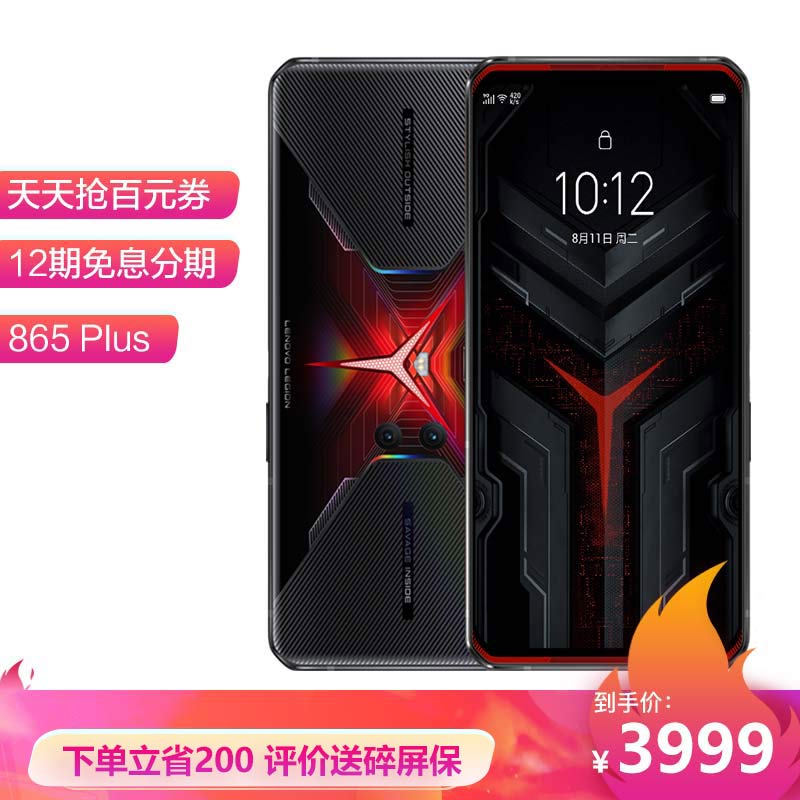 天天抢百元券
12期免息分期
865 Plus
STYLISH OUTSIDE
LENOVO LEGION
SAVAGE INSIDE
5G
420
K/s
10:12
8月11日 周二
下单立省200 评价送碎屏保
到手价:
¥3999